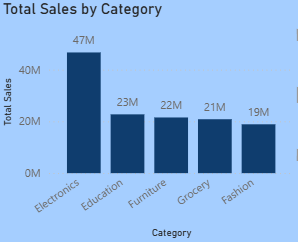 Total Sales by Category
47M
40M
23M
22M
21M
19M
20M
0M
Total Sales
Electronics
Education
Furniture
Grocery
Fashion
Category